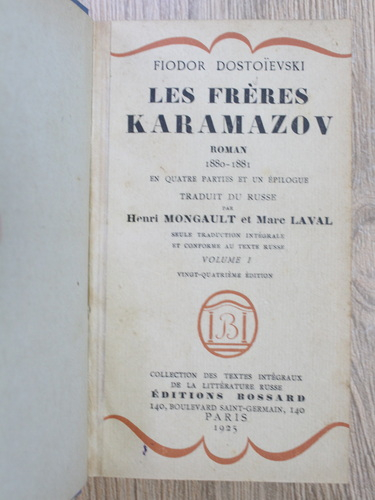 FIODOR DOSTOÏEVSKI
LES FRÈRES
KARAMAZOV
ROMAN
1880-1881
EN QUATRE PARTIES ET UN ÉPILOGUE
TRADUIT DU RUSSE
PAR
Henri MONGAULT et Marc LAVAL
SEULE TRADUCTION INTÉGRALE
ET CONFORME AU TEXTE RUSSE
VOLUME I
VINGT-QUATRIÈME ÉDITION
B
COLLECTION DES TEXTES INTÉGRAUX
DE LA LITTÉRATURE RUSSE
ÉDITIONS BOSSARD
140, BOULEVARD SAINT-GERMAIN, 140
PARIS
1925